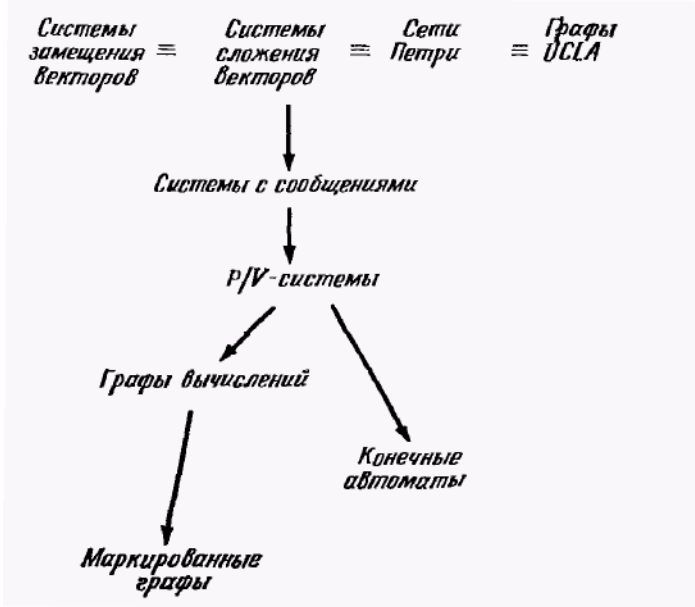 Системы замещения векторов ≡ Системы сложения векторов ≡ Сети Петри ≡ Графы UCLA
Системы с сообщениями
P/V-системы
Графы вычислений
Конечные
автоматы
Маркированные
графы